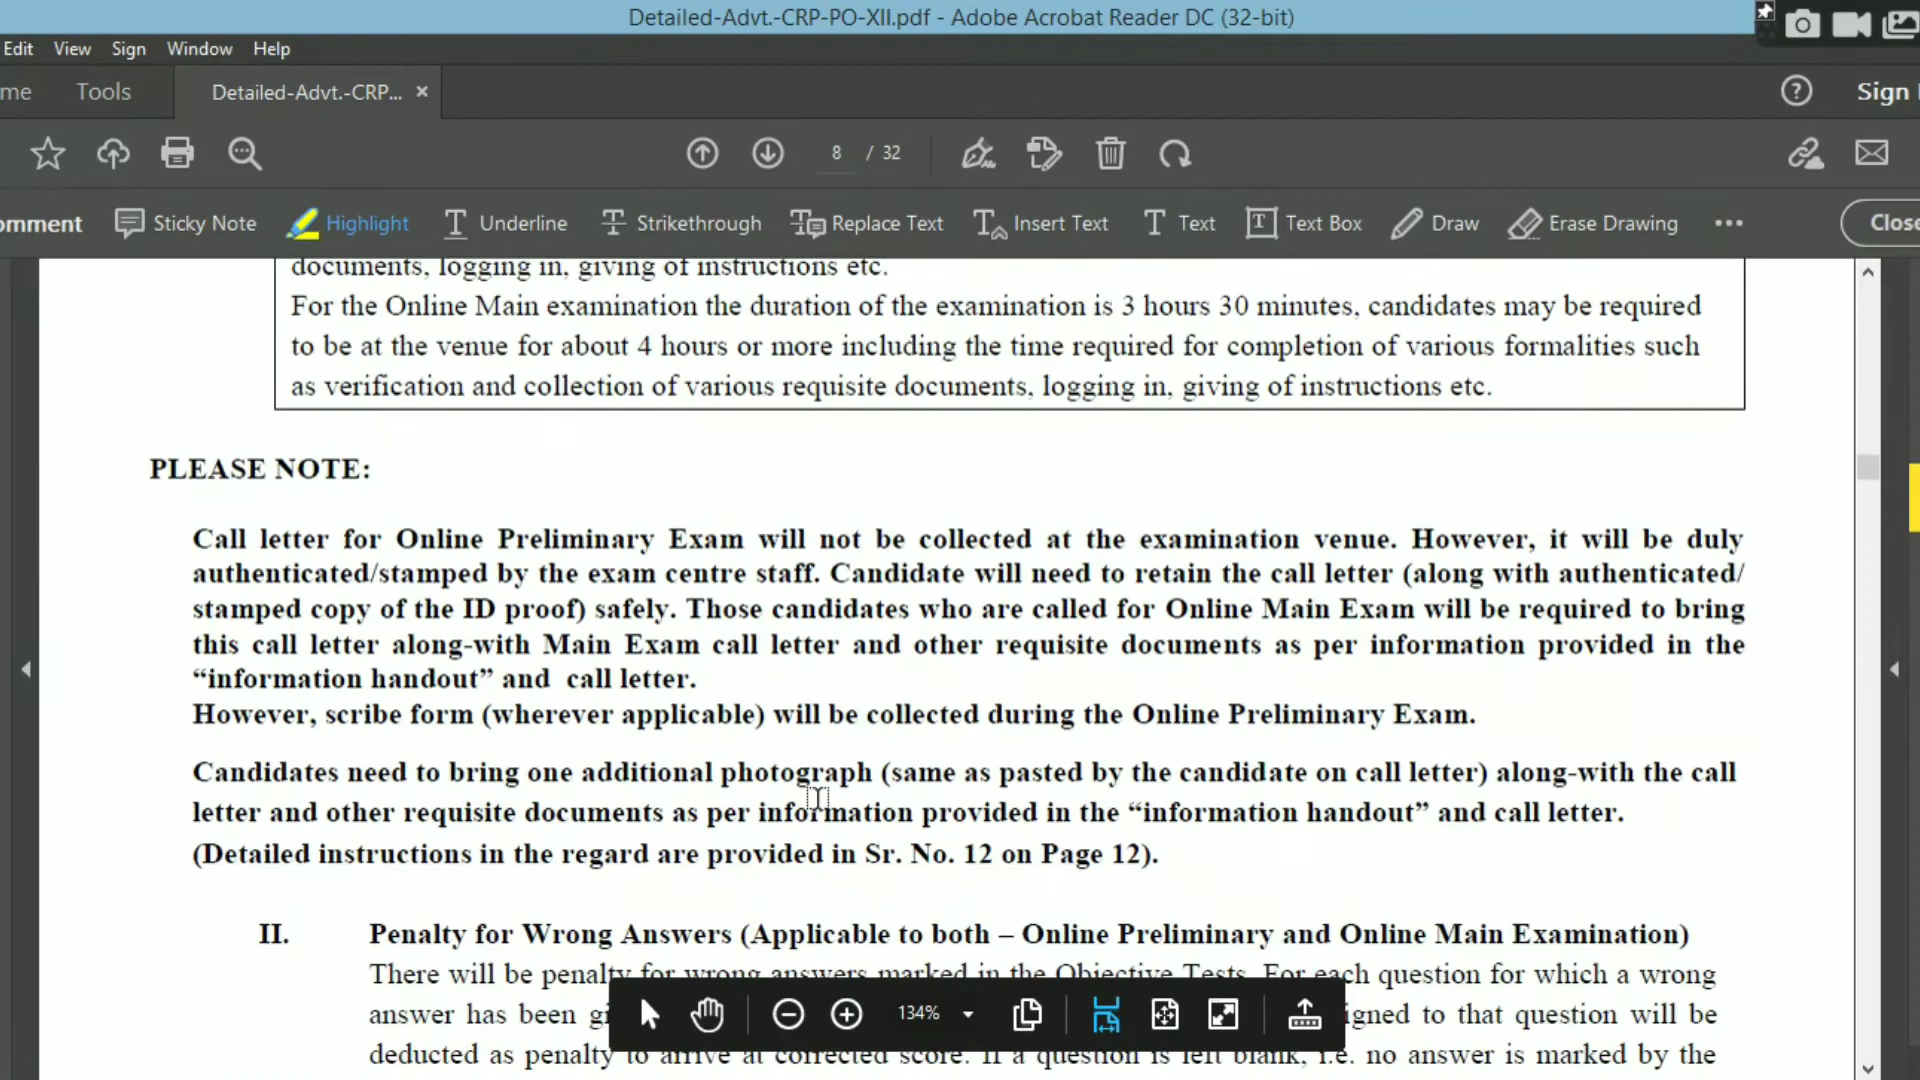 Detailed-Advt.-CRP-PO-XII.pdf - Adobe Acrobat Reader DC (32-bit)
Edit View Sign Window Help
me Tools Detailed-Advt.-CRP... × ? Sign
8 / 32
omment Sticky Note Highlight Underline Strikethrough Replace Text Insert Text Text Text Box Draw Erase Drawing ... Close
documents, logging in, giving of instructions etc.
For the Online Main examination the duration of the examination is 3 hours 30 minutes, candidates may be required
to be at the venue for about 4 hours or more including the time required for completion of various formalities such
as verification and collection of various requisite documents, logging in, giving of instructions etc.
PLEASE NOTE:
Call letter for Online Preliminary Exam will not be collected at the examination venue. However, it will be duly
authenticated/stamped by the exam centre staff. Candidate will need to retain the call letter (along with authenticated/
stamped copy of the ID proof) safely. Those candidates who are called for Online Main Exam will be required to bring
this call letter along-with Main Exam call letter and other requisite documents as per information provided in the
“information handout” and call letter.
However, scribe form (wherever applicable) will be collected during the Online Preliminary Exam.
Candidates need to bring one additional photograph (same as pasted by the candidate on call letter) along-with the call
letter and other requisite documents as per information provided in the “information handout” and call letter.
(Detailed instructions in the regard are provided in Sr. No. 12 on Page 12).
II. Penalty for Wrong Answers (Applicable to both – Online Preliminary and Online Main Examination)
There will be penalty for wrong answers marked in the Objective Tests. For each question for which a wrong
answer has been gi igned to that question will be
deducted as penalty to arrive at corrected score. If a question is left blank, i.e. no answer is marked by the
134%